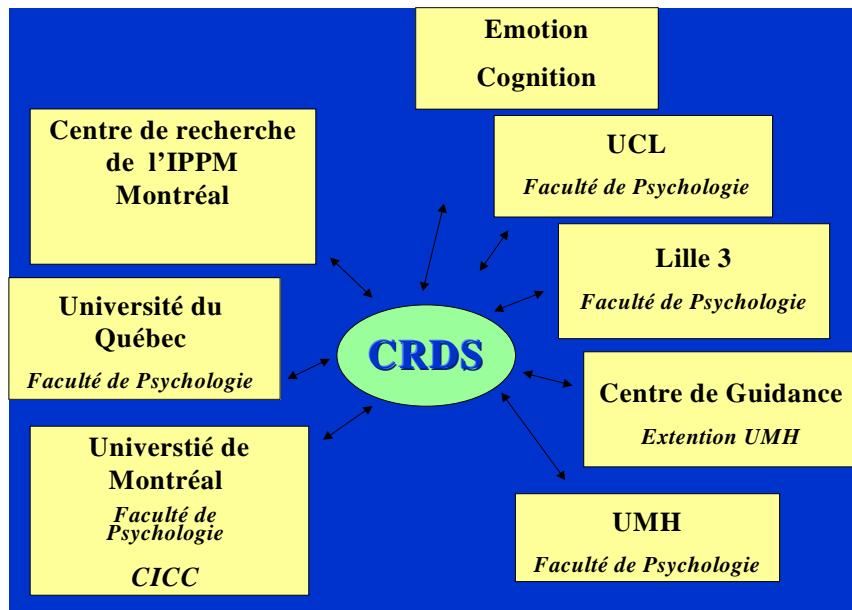 Emotion
Cognition
Centre de recherche
de l'IPPM
Montréal
UCL
Faculté de Psychologie
Lille 3
Faculté de Psychologie
Université du
Québec
Faculté de Psychologie
CRDS
Centre de Guidance
Extention UMH
Universtié de
Montréal
Faculté de
Psychologie
CICC
UMH
Faculté de Psychologie